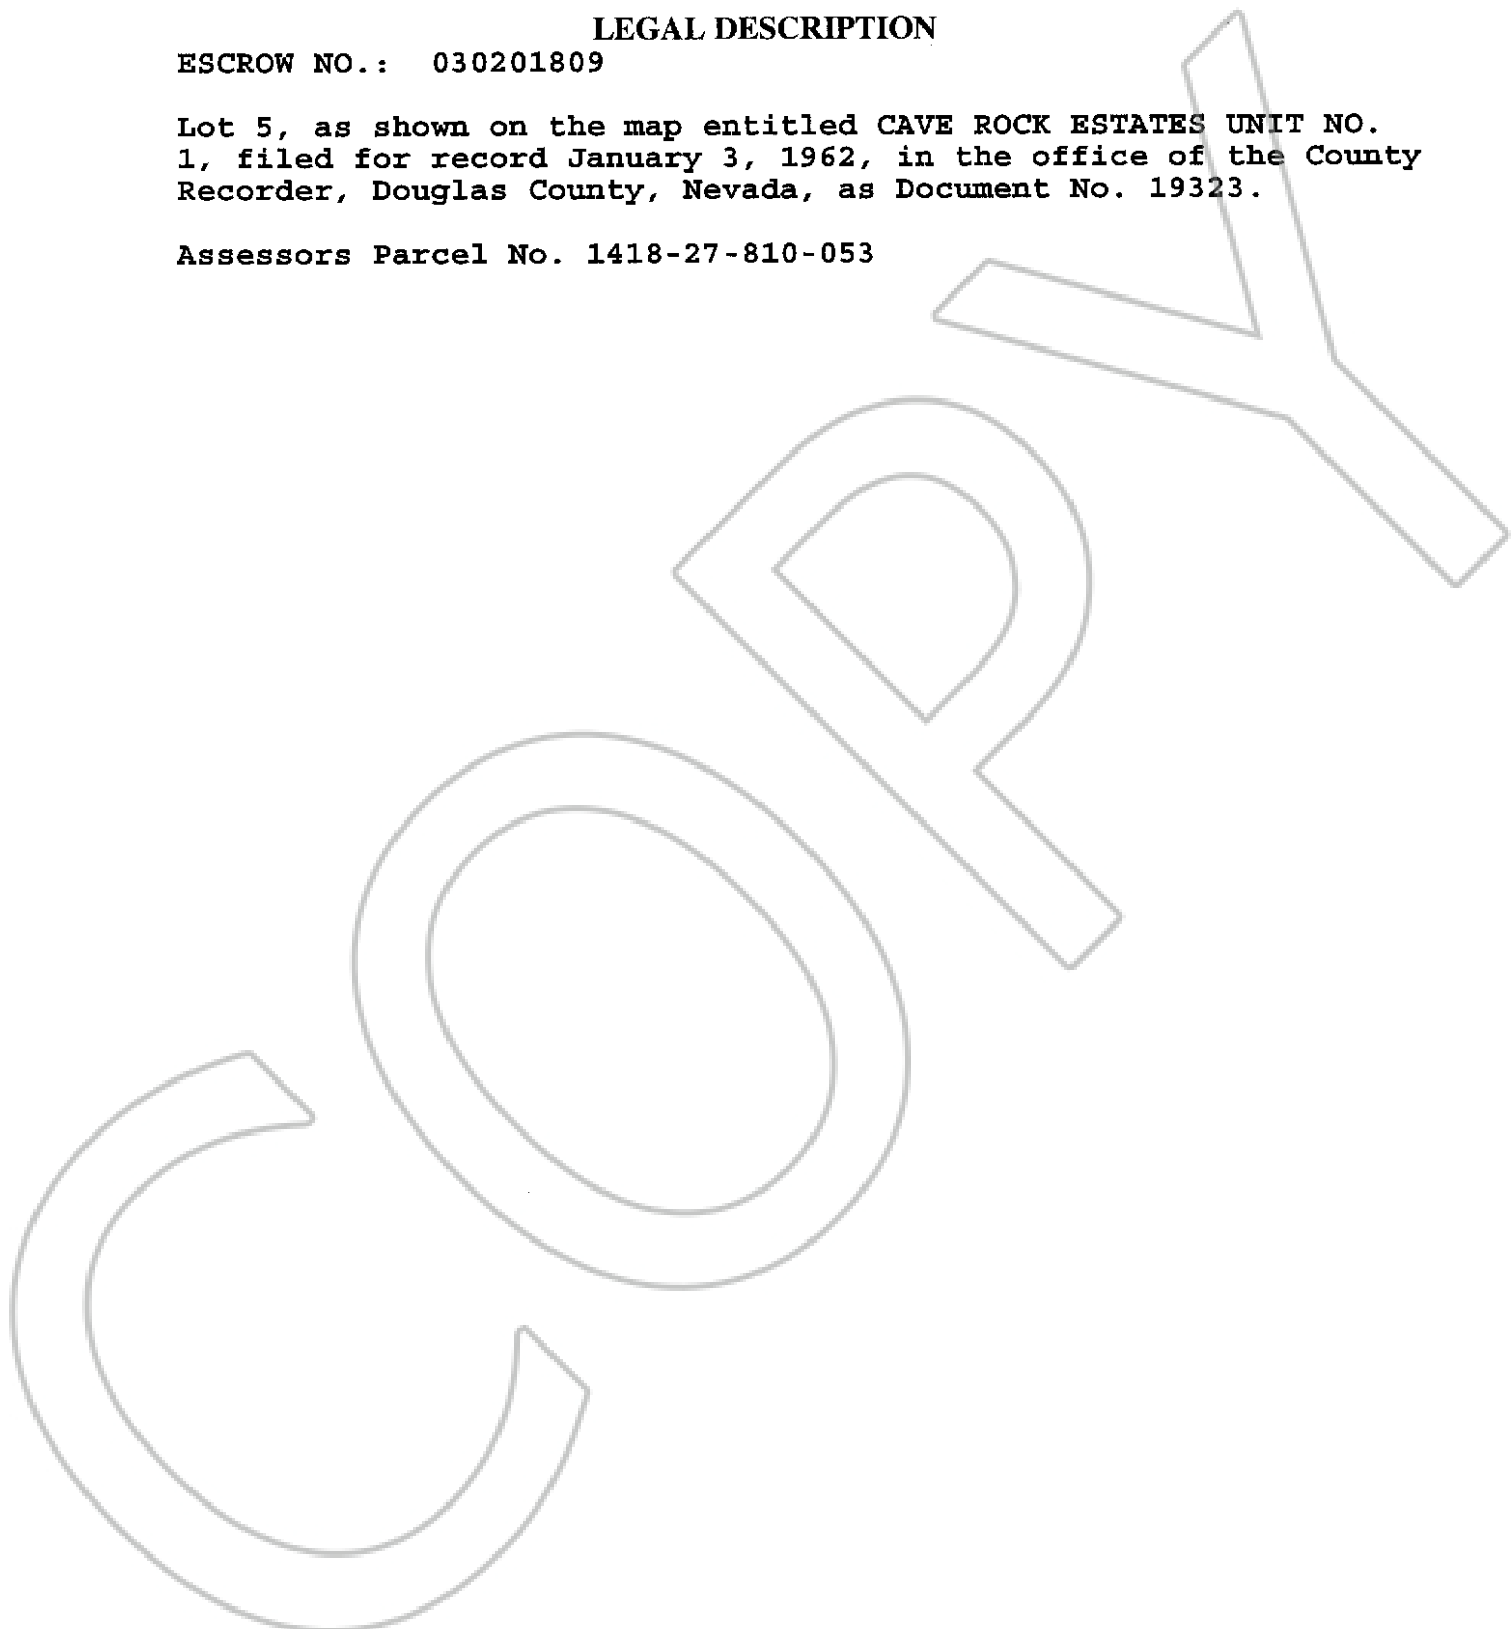 LEGAL DESCRIPTION
ESCROW NO.: 030201809
Lot 5, as shown on the map entitled CAVE ROCK ESTATES UNIT NO.
1, filed for record January 3, 1962, in the office of the County
Recorder, Douglas County, Nevada, as Document No. 19323.
Assessors Parcel No. 1418-27-810-053
COPY